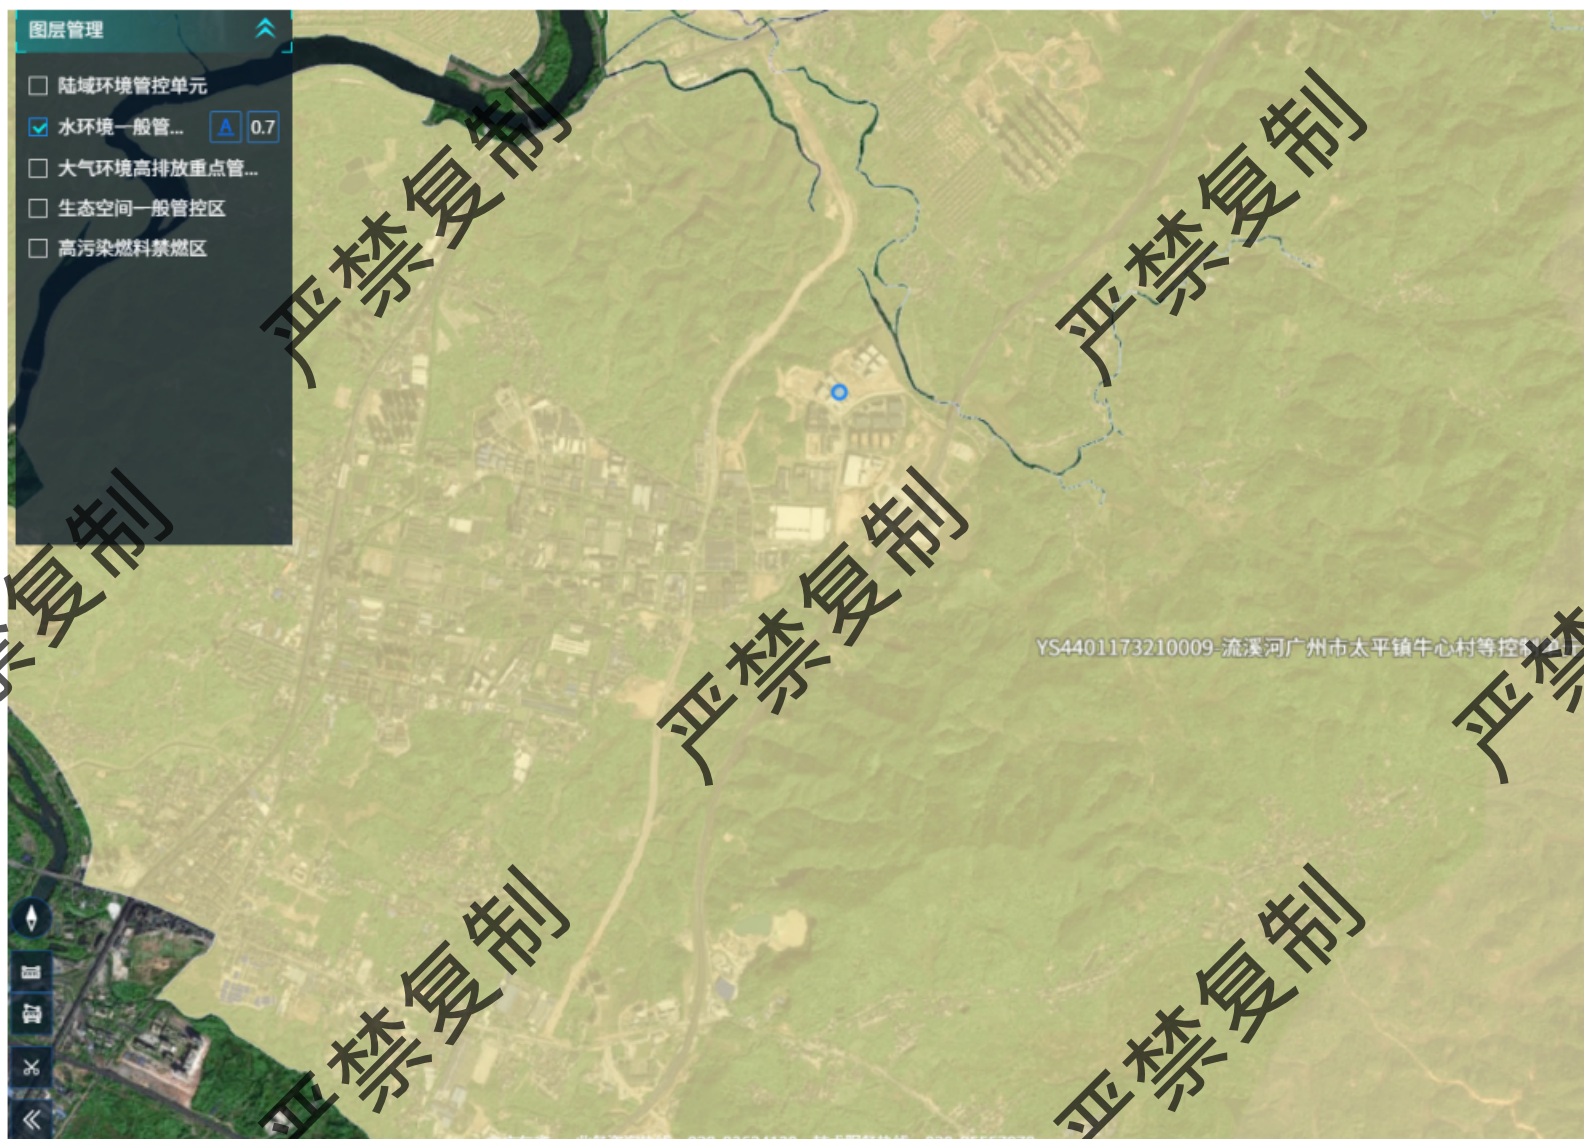 图层管理
陆域环境管控单元
水环境一般管... A 0.7
大气环境高排放重点管...
生态空间一般管控区
高污染燃料禁燃区
严禁复制
严禁复制
禁复制
严禁复制
YS4401173210009-流溪河广州市太平镇牛心村等控制
严禁
严禁复制
严禁复制